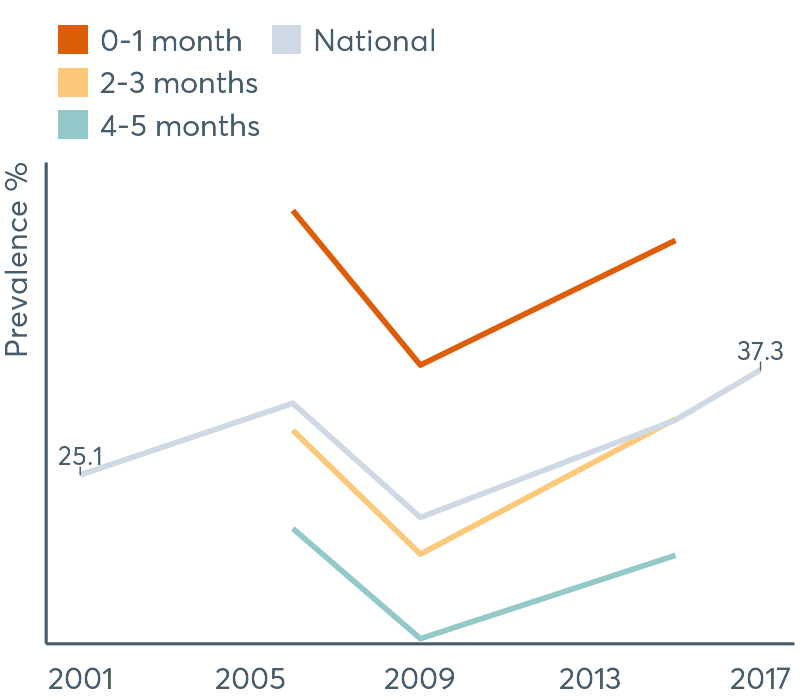 0-1 month National
2-3 months
4-5 months
Prevalence %
37.3
25.1
2001 2005 2009 2013 2017